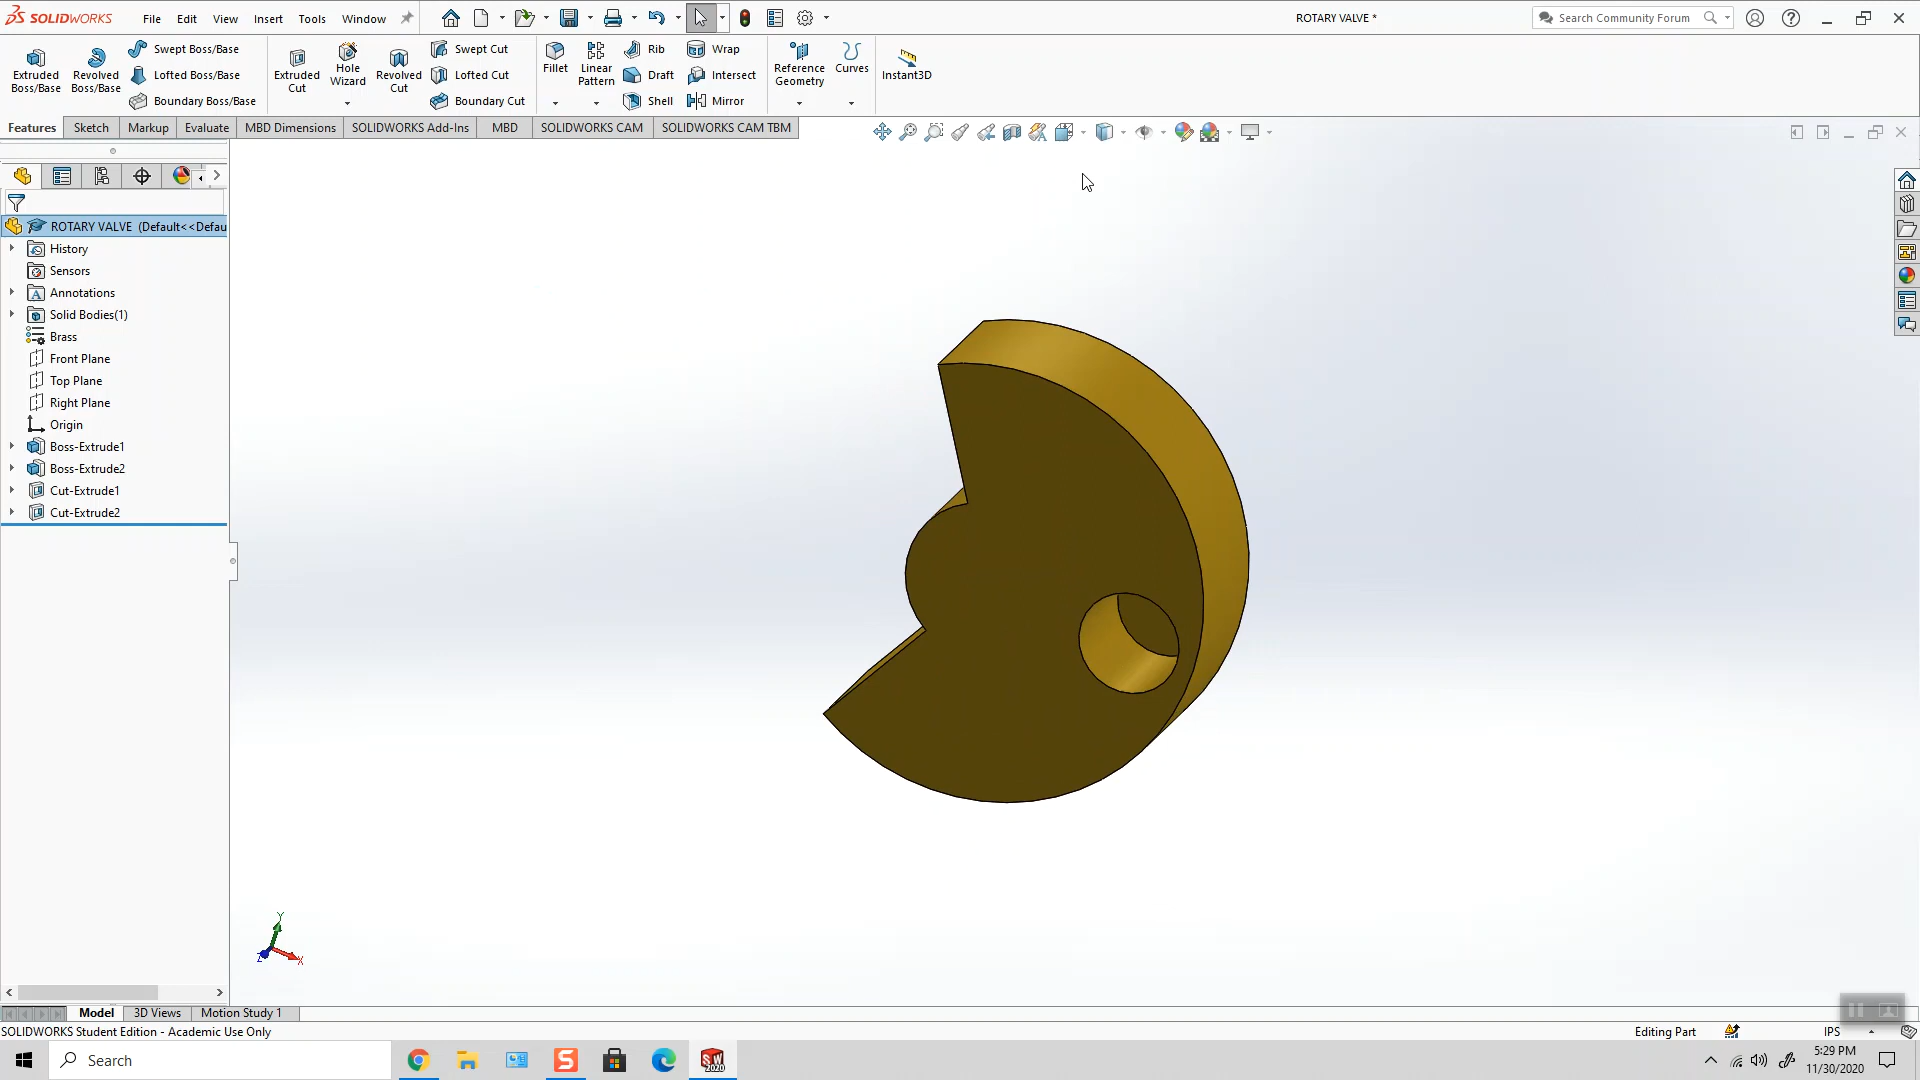 SOLIDWORKS File Edit View Insert Tools Window ROTARY VALVE * Search Community Forum
Extruded Boss/Base
Revolved Boss/Base
Swept Boss/Base
Lofted Boss/Base
Boundary Boss/Base
Extruded Cut
Hole Wizard
Revolved Cut
Swept Cut
Lofted Cut
Boundary Cut
Fillet
Linear Pattern
Rib
Draft
Shell
Wrap
Intersect
Mirror
Reference Geometry
Curves
Instant3D
Features Sketch Markup Evaluate MBD Dimensions SOLIDWORKS Add-Ins MBD SOLIDWORKS CAM SOLIDWORKS CAM TBM
ROTARY VALVE (Default<<Defau
History
Sensors
Annotations
Solid Bodies(1)
Brass
Front Plane
Top Plane
Right Plane
Origin
Boss-Extrude1
Boss-Extrude2
Cut-Extrude1
Cut-Extrude2
Y
Z X
Model 3D Views Motion Study 1
SOLIDWORKS Student Edition - Academic Use Only Editing Part IPS
Search
SW
2020
5:29 PM
11/30/2020